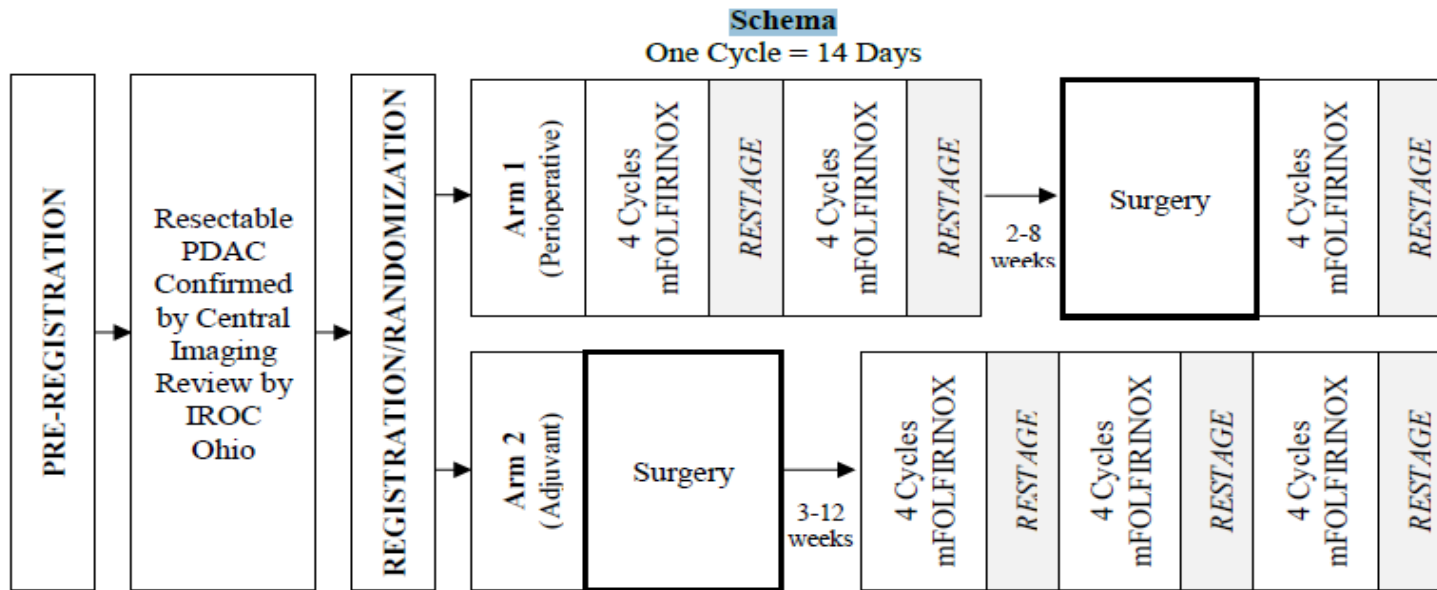 Schema
One Cycle = 14 Days
PRE-REGISTRATION
Resectable
PDAC
Confirmed
by Central
Imaging
Review by
IROC
Ohio
REGISTRATION/RANDOMIZATION
Arm 1
(Perioperative)
4 Cycles
mFOLFIRINOX
RESTAGE
4 Cycles
mFOLFIRINOX
RESTAGE
2-8
weeks
Surgery
4 Cycles
mFOLFIRINOX
RESTAGE
Arm 2
(Adjuvant)
Surgery
3-12
weeks
4 Cycles
mFOLFIRINOX
RESTAGE
4 Cycles
mFOLFIRINOX
RESTAGE
4 Cycles
mFOLFIRINOX
RESTAGE